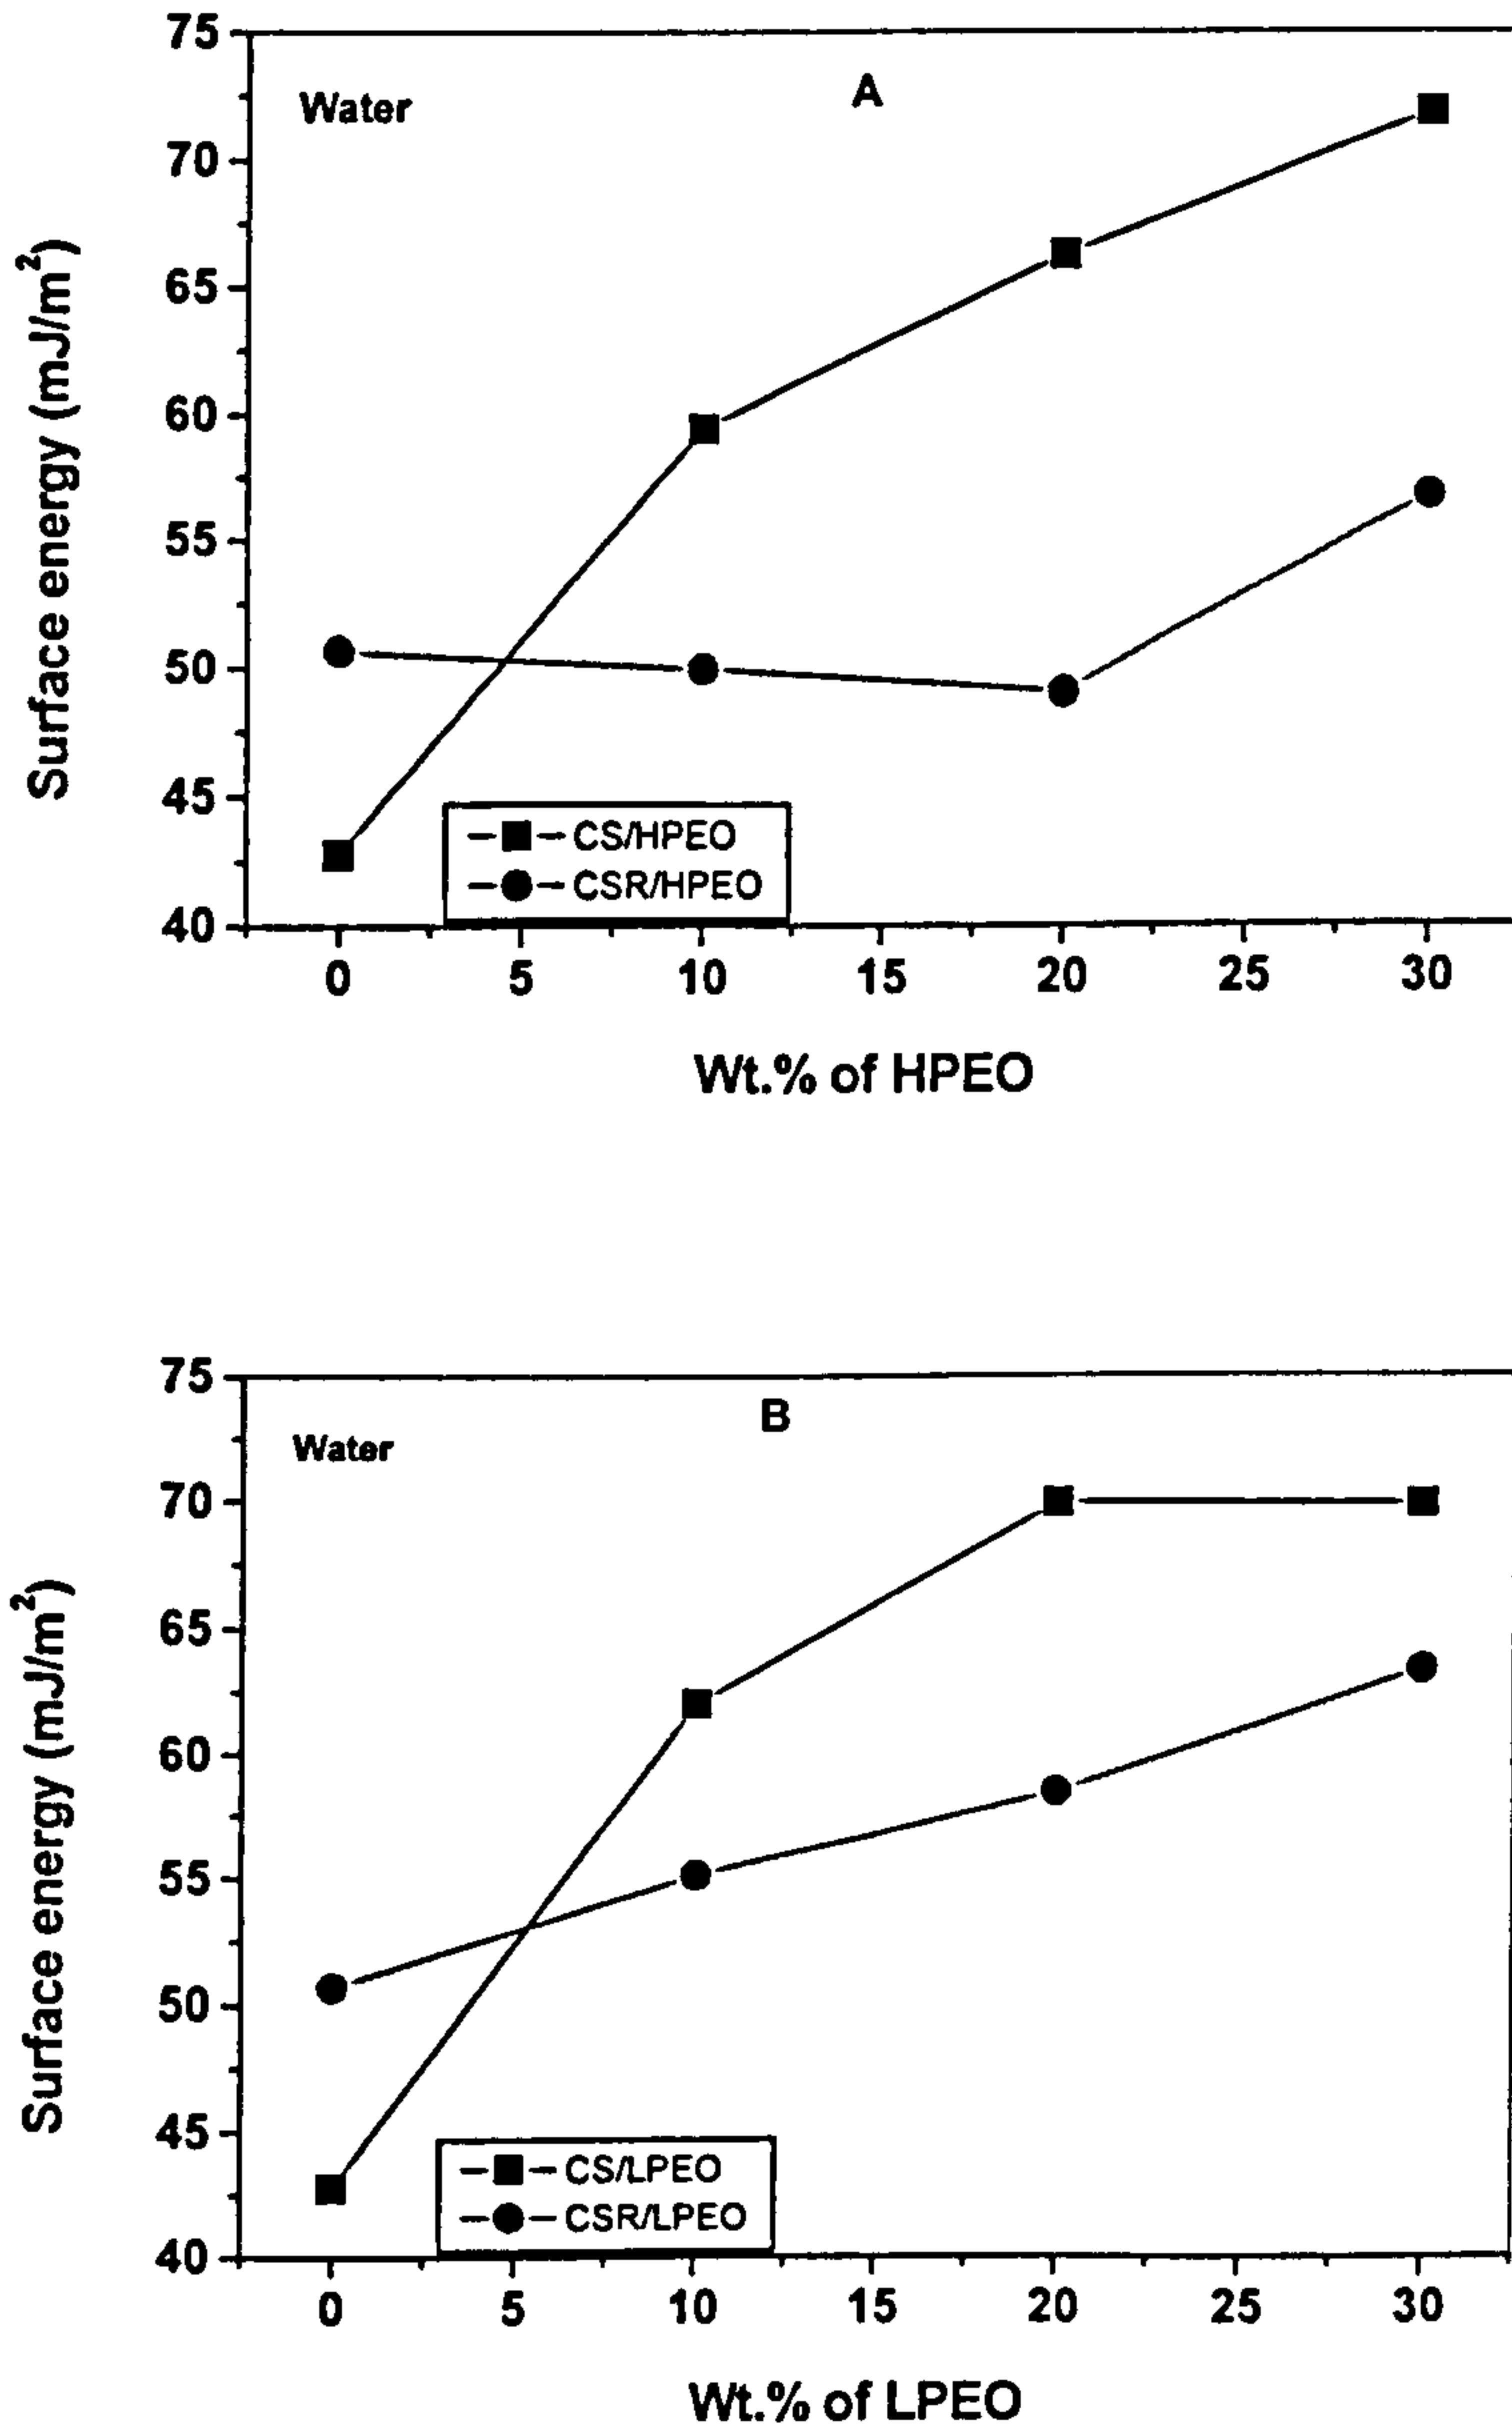 75
A
Water
70
65
60
55
50
45
40
Surface energy (mJ/m²)
CS/HPEO
CSR/HPEO
0 5 10 15 20 25 30
Wt.% of HPEO
75
B
Water
70
65
60
55
50
45
40
Surface energy (mJ/m²)
CS/LPEO
CSR/LPEO
0 5 10 15 20 25 30
Wt.% of LPEO